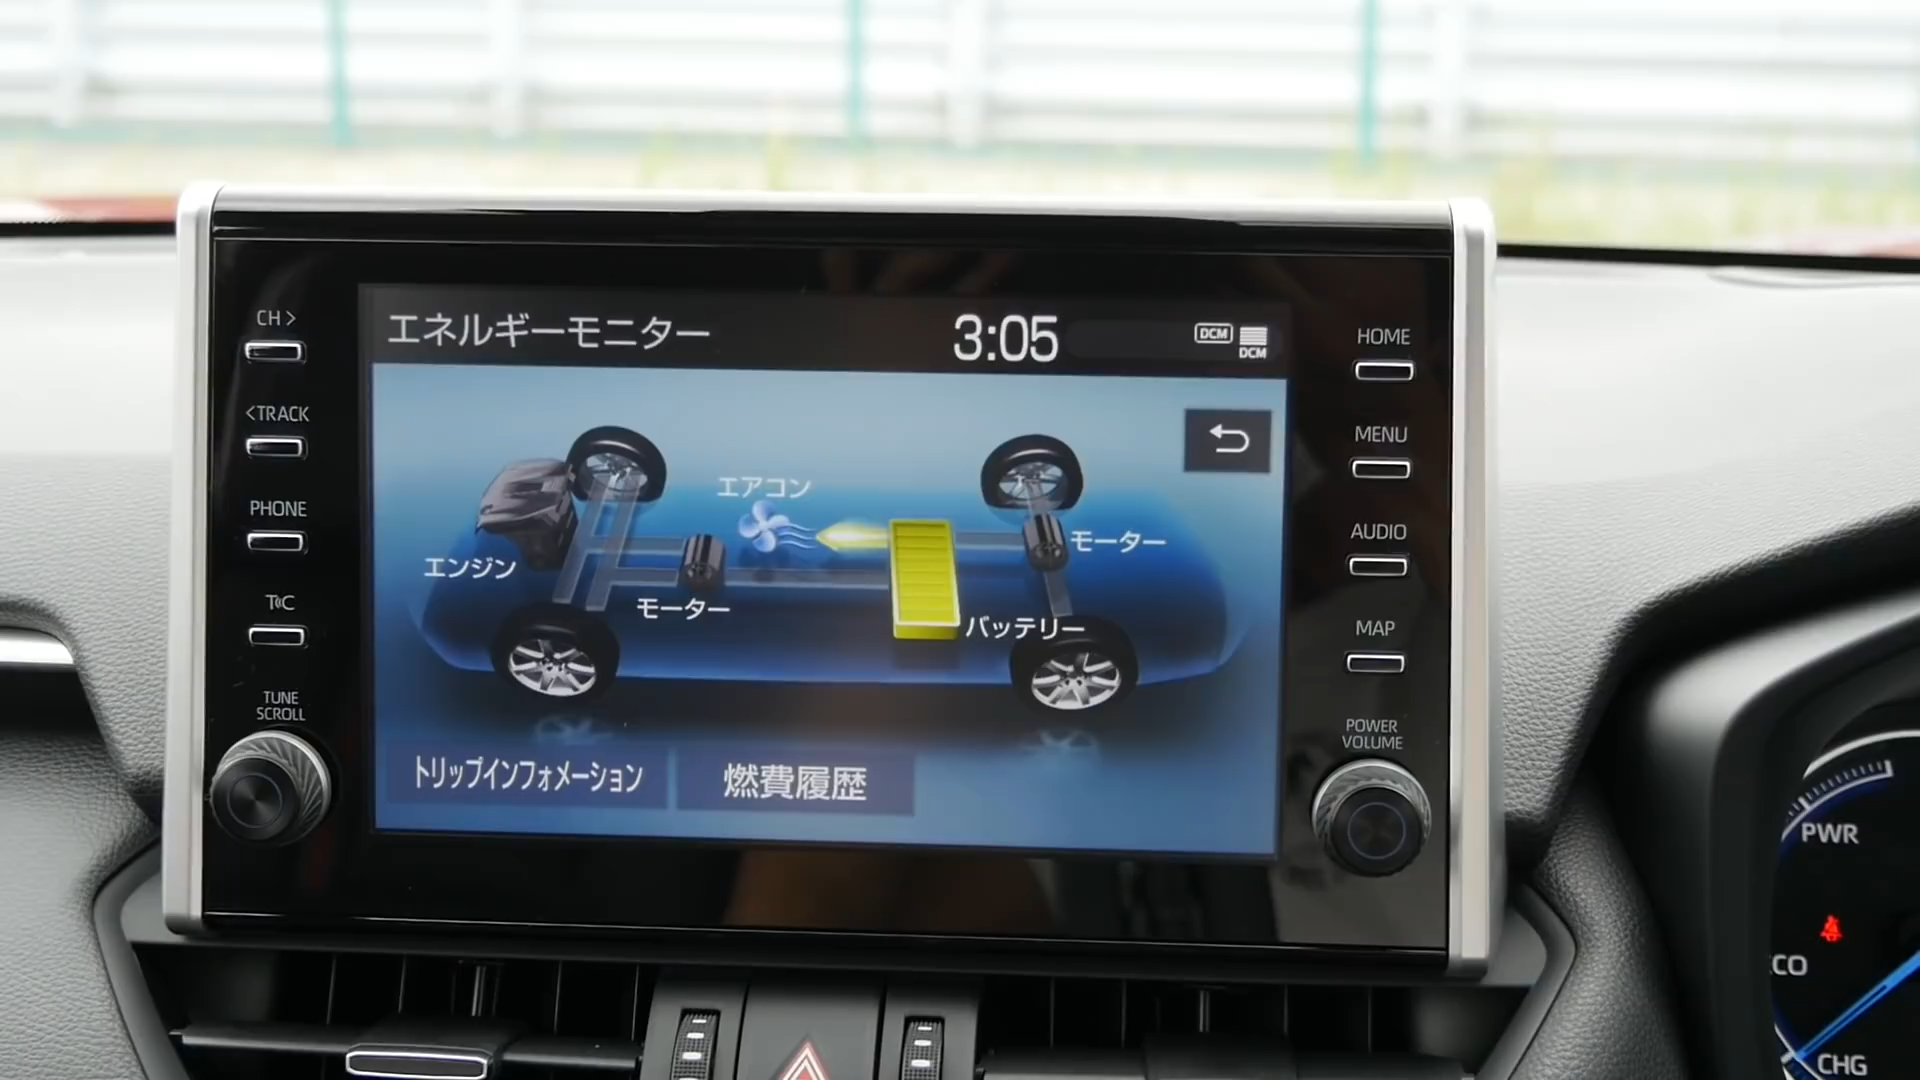 CH >
<TRACK
PHONE
TUNE
SCROLL
エネルギーモニター
3:05
DCM
DCM
エアコン
エンジン
モーター
モーター
バッテリー
トリップインフォメーション
燃費履歴
HOME
MENU
AUDIO
MAP
POWER
VOLUME
PWR
CO
CHG